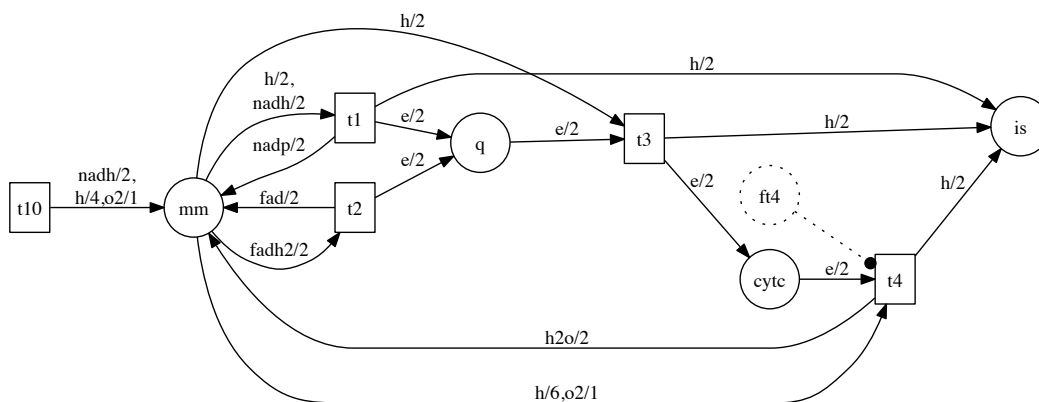 h/2
h/2,
nadh/2
h/2
t1
e/2
nadp/2
q
e/2
t3
h/2
is
e/2
nadh/2,
h/4,o2/1
t10
mm
fad/2
t2
e/2
ft4
h/2
fadh2/2
cytc
e/2
t4
h2o/2
h/6,o2/1